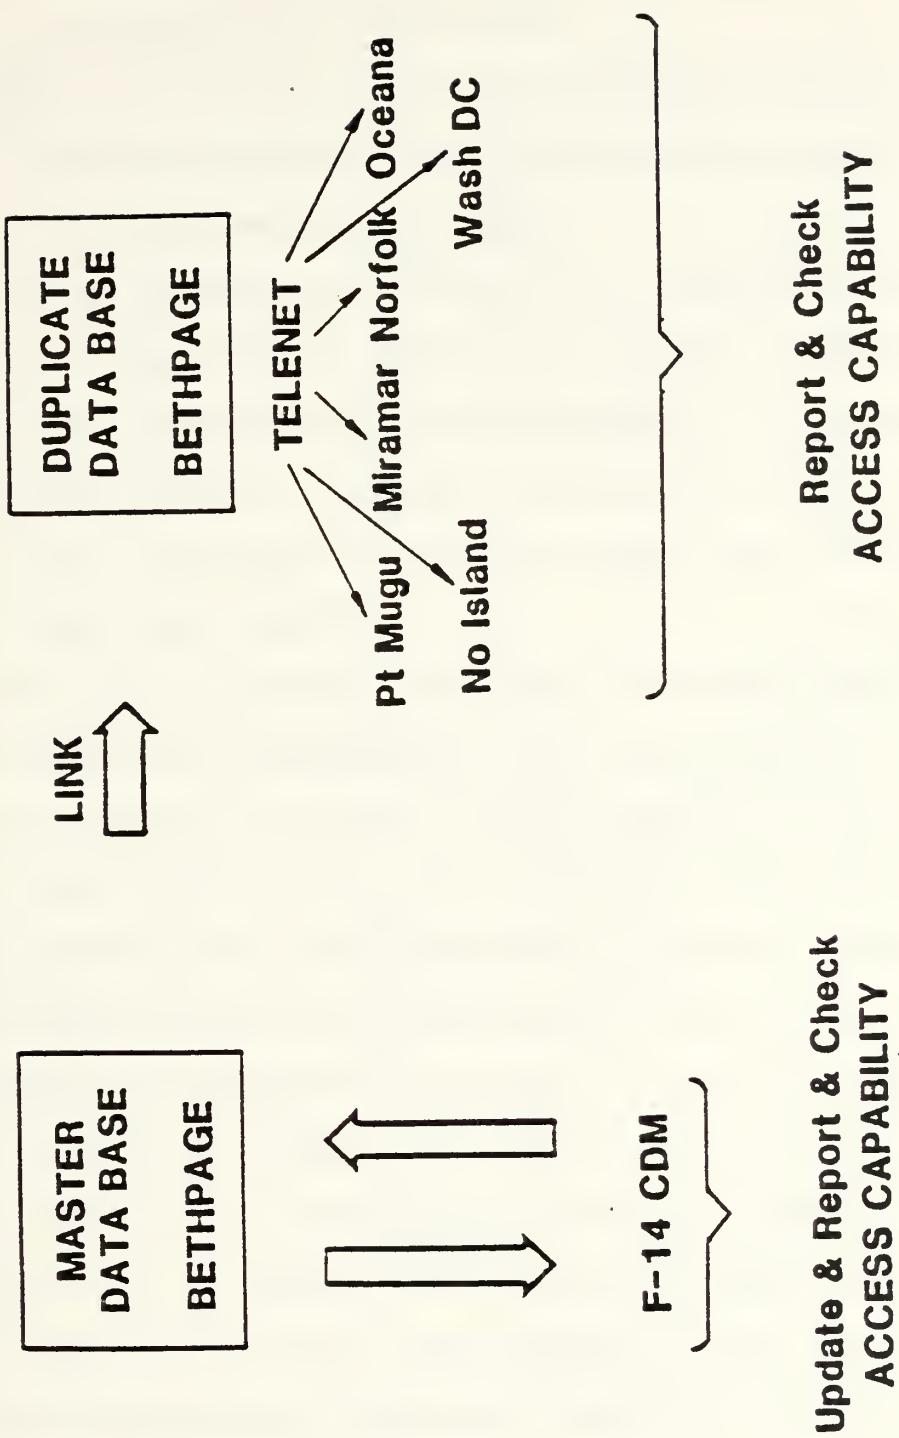 MASTER
DATA BASE
BETHPAGE
F-14 CDM
Update & Report & Check
ACCESS CAPABILITY
LINK
DUPLICATE
DATA BASE
BETHPAGE
TELENET
Pt Mugu Miramar Norfolk Oceana
No Island Wash DC
Report & Check
ACCESS CAPABILITY